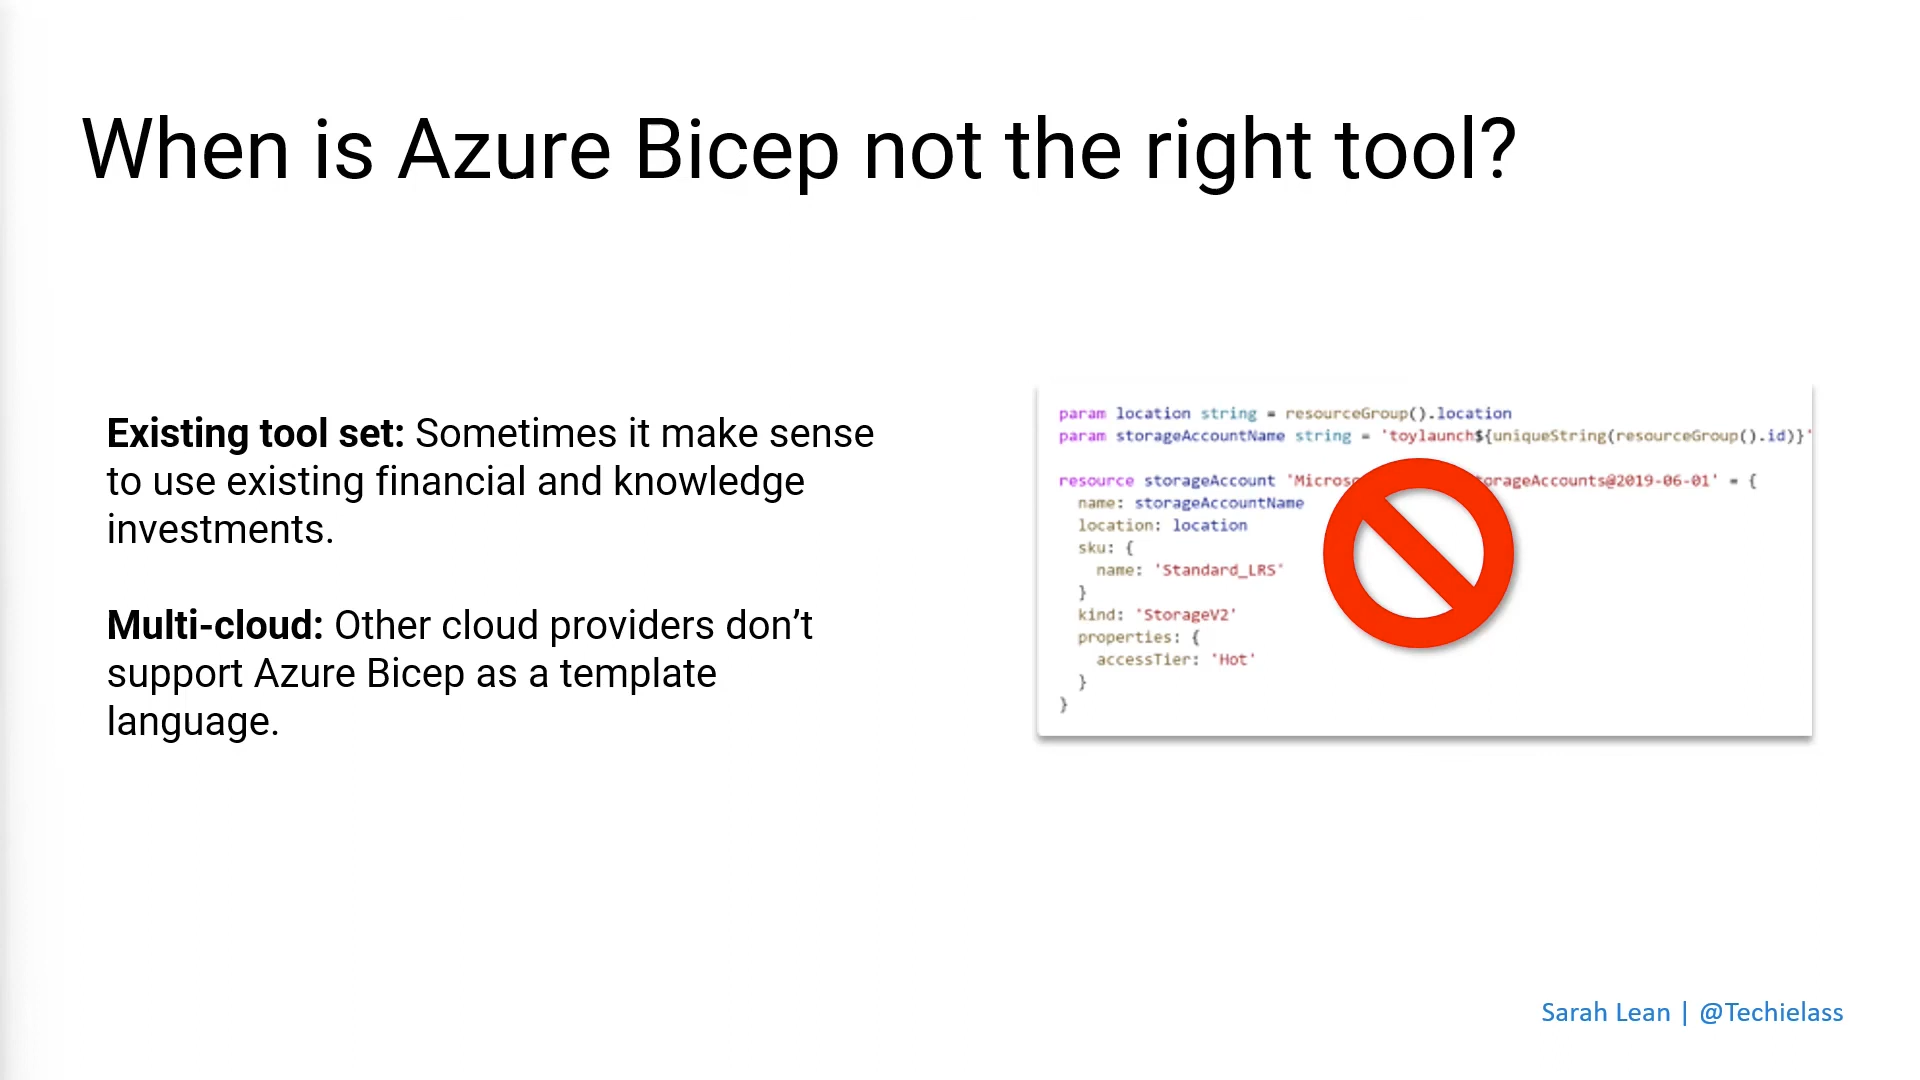 When is Azure Bicep not the right tool?
Existing tool set: Sometimes it make sense
to use existing financial and knowledge
investments.
Multi-cloud: Other cloud providers don’t
support Azure Bicep as a template
language.
param location string = resourceGroup().location
param storageAccountName string = 'toylaunch${uniqueString(resourceGroup().id)}'
resource storageAccount 'Micros torageAccounts@2019-06-01' = {
name: storageAccountName
location: location
sku: {
name: 'Standard_LRS'
}
kind: 'StorageV2'
properties: {
accessTier: 'Hot'
}
}
Sarah Lean | @Techielass